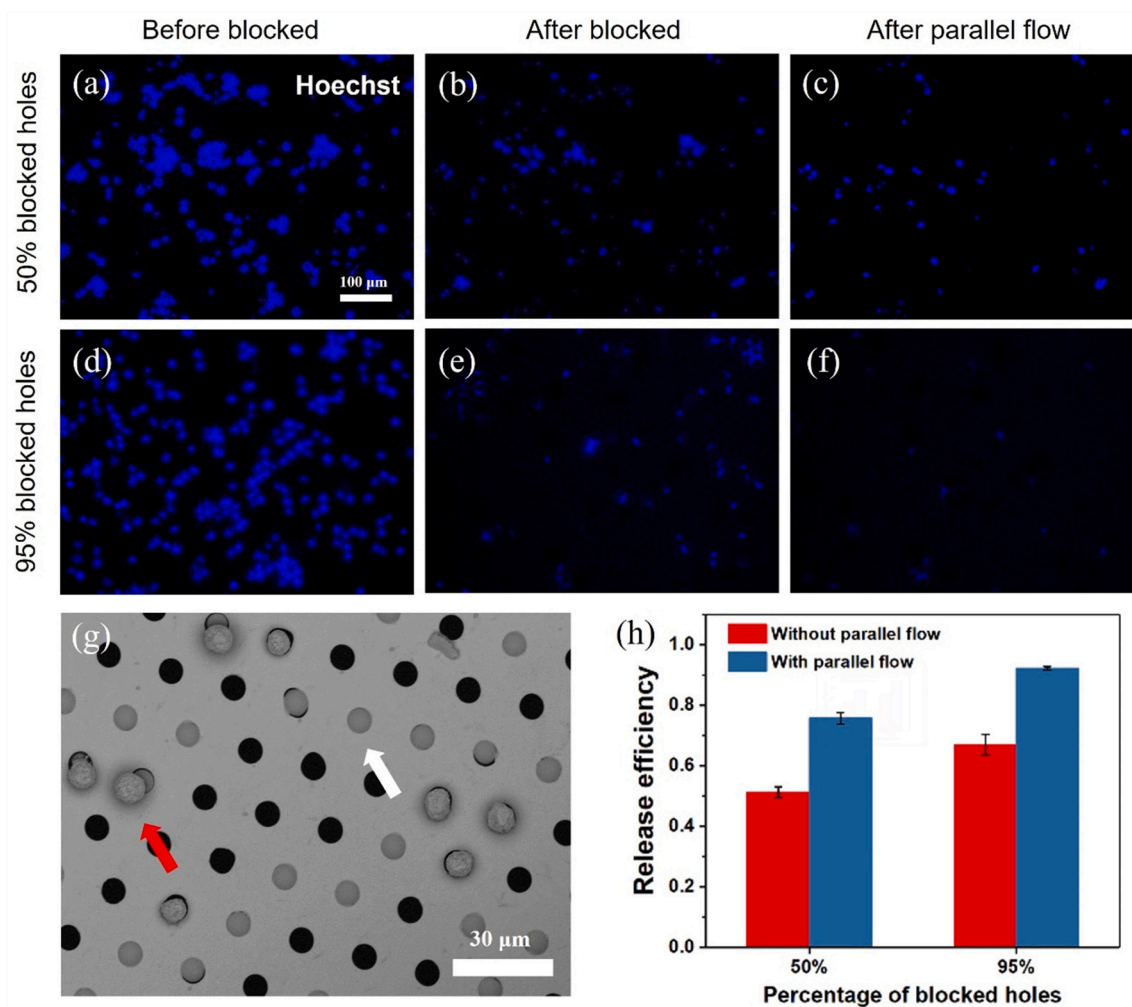 Before blocked
After blocked
After parallel flow
50% blocked holes
(a)
Hoechst
100 μm
(b)
(c)
95% blocked holes
(d)
(e)
(f)
(g)
30 μm
(h)
Without parallel flow
With parallel flow
Release efficiency
1.0
0.8
0.6
0.4
0.2
0.0
50%
95%
Percentage of blocked holes